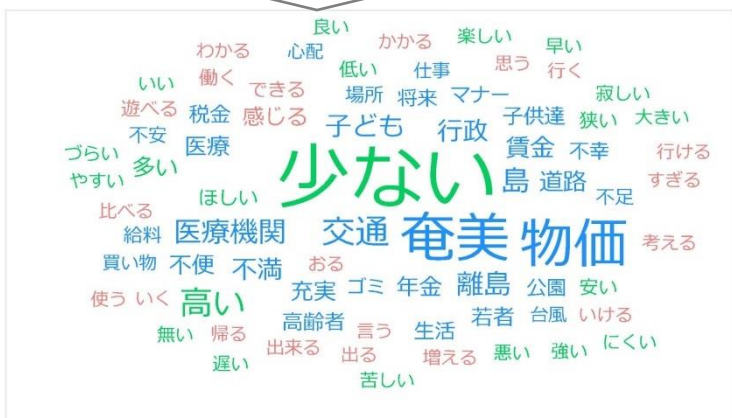 良い かかる 楽しい
わかる 心配 早い
いい 働く できる 低い 仕事 思う 行く
遊べる 税金 感じる 場所 将来 マナー 寂しい
不安 医療 子ども 行政 子供達 狭い 大きい
づらい 多い 賃金 不幸 行ける
やすい ほしい 少ない 島 道路 不足 すぎる
比べる
給料 医療機関 交通 奄美 物価 考える
買い物 不便 不満 おる
使う いく 高い 充実 ゴミ 年金 離島 公園 安い
無い 帰る 高齢者 言う 生活 若者 台風 いける
遅い 出来る 出る 増える 悪い 強い にくい
苦しい